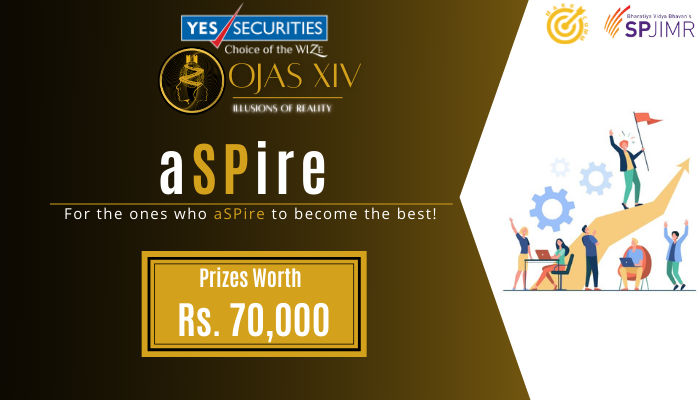 YES SECURITIES
Choice of the WIZE
OJAS XIV
ILLUSIONS OF REALITY
Bharatiya Vidya Bhavan's
SPJIMR
aSPire
For the ones who aSPire to become the best!
Prizes Worth
Rs. 70,000